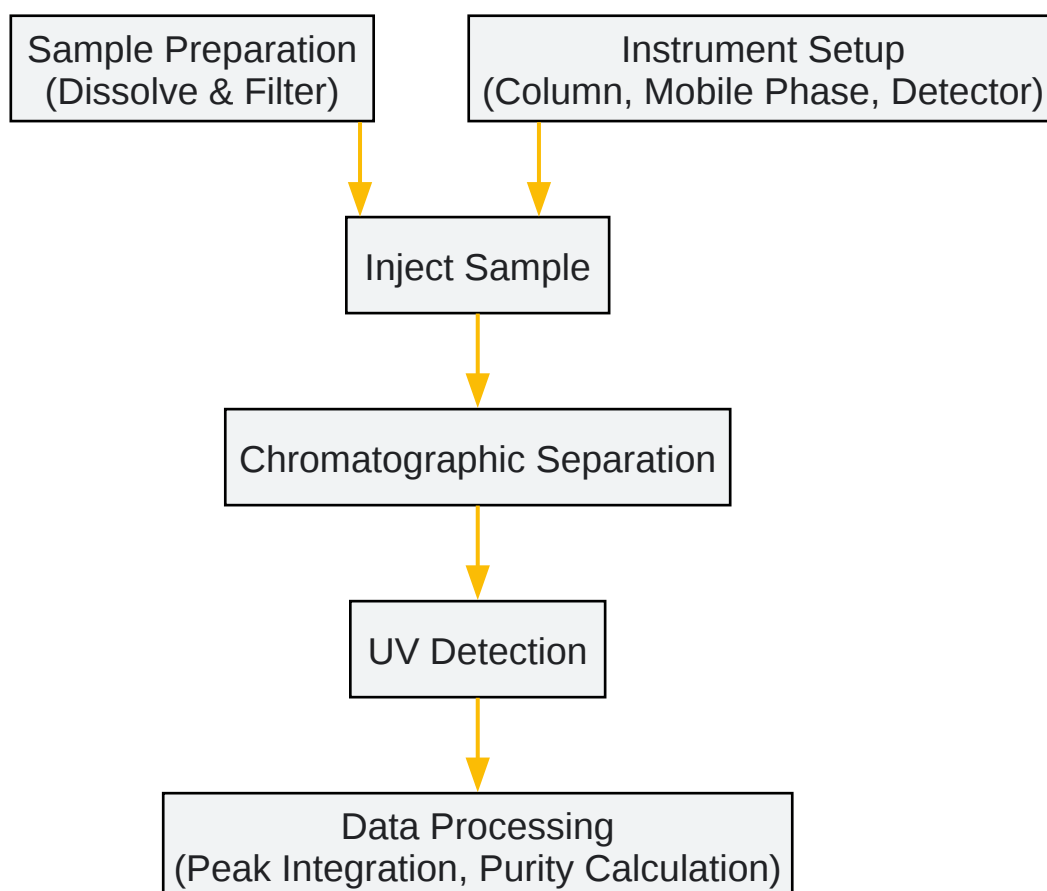 Sample Preparation
(Dissolve & Filter)
Instrument Setup
(Column, Mobile Phase, Detector)
Inject Sample
Chromatographic Separation
UV Detection
Data Processing
(Peak Integration, Purity Calculation)